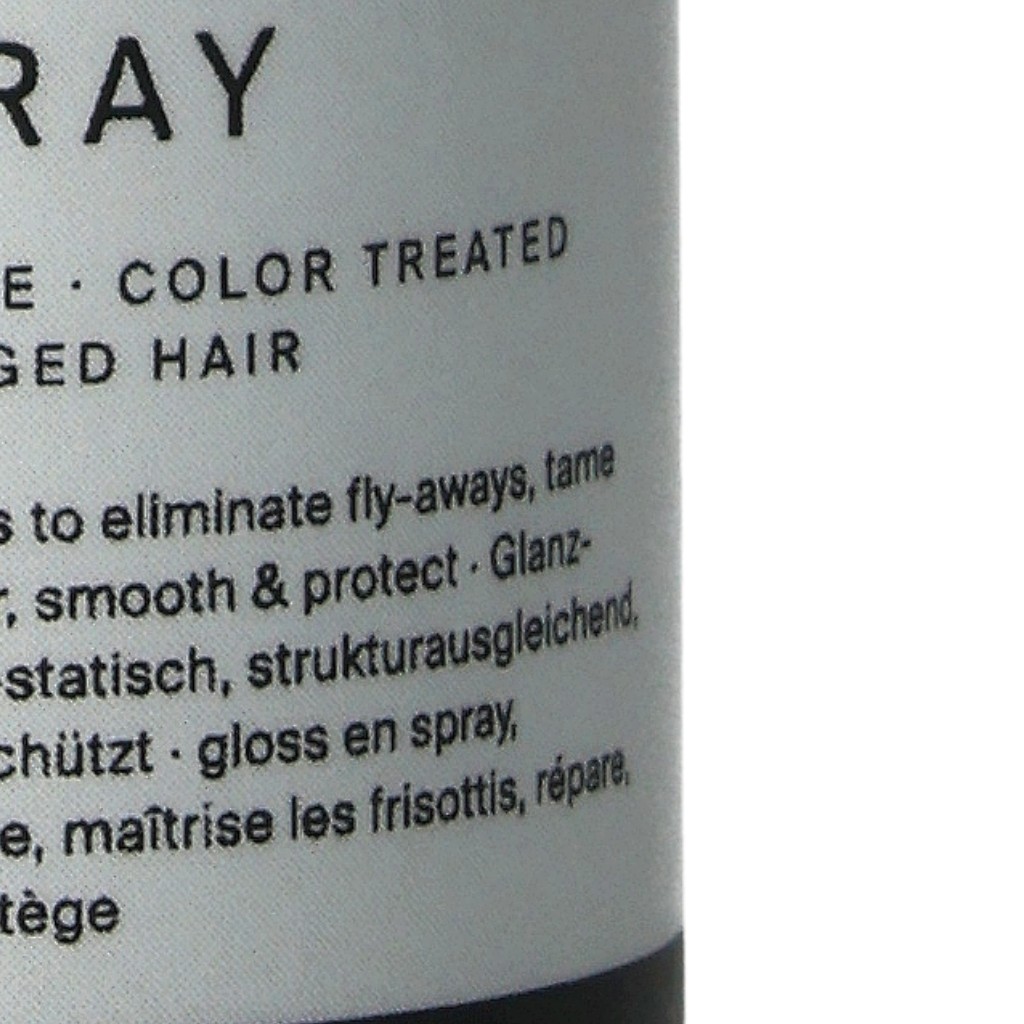 RAY
E · COLOR TREATED
GED HAIR
s to eliminate fly-aways, tame
r, smooth & protect · Glanz-
-statisch, strukturausgleichend,
chützt · gloss en spray,
e, maîtrise les frisottis, répare,
tège